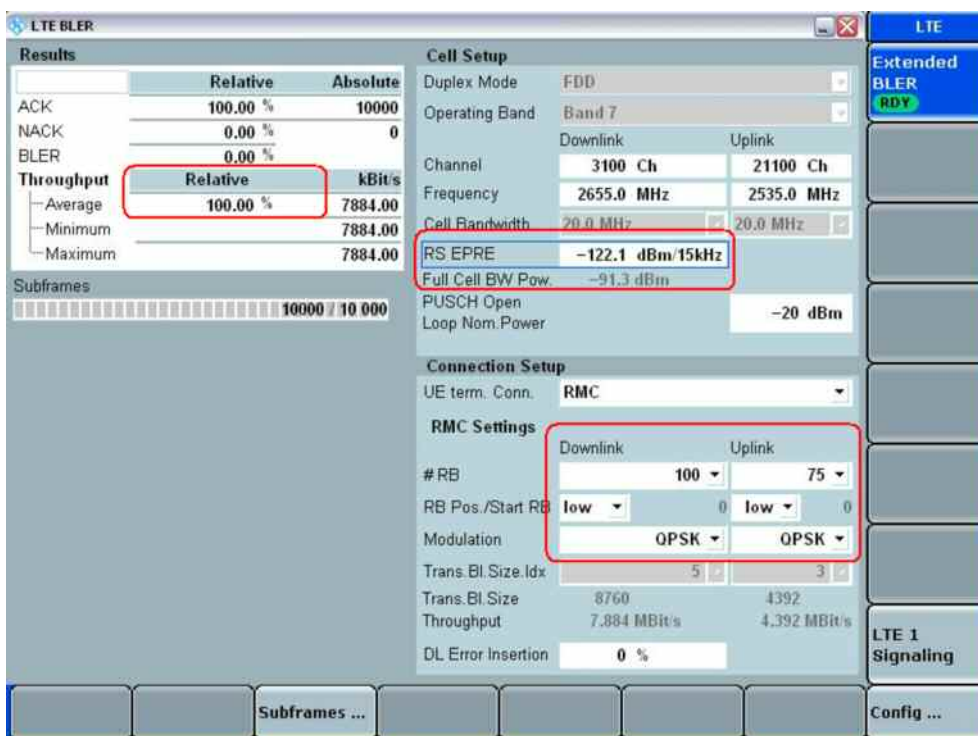 LTE BLER
Results
Relative Absolute
ACK 100.00 % 10000
NACK 0.00 % 0
BLER 0.00 %
Throughput Relative kBit/s
Average 100.00 % 7884.00
Minimum 7884.00
Maximum 7884.00
Subframes
10000 / 10 000
Cell Setup
Duplex Mode FDD
Operating Band Band 7
Downlink Uplink
Channel 3100 Ch 21100 Ch
Frequency 2655.0 MHz 2535.0 MHz
Cell Bandwidth 20.0 MHz 20.0 MHz
RS EPRE -122.1 dBm/15kHz
Full Cell BW Pow. -91.3 dBm
PUSCH Open
Loop Nom.Power -20 dBm
Connection Setup
UE term. Conn. RMC
RMC Settings
Downlink Uplink
# RB 100 75
RB Pos./Start RB low 0 low 0
Modulation QPSK QPSK
Trans.Bl.Size.Idx 5 3
Trans.Bl.Size 8760 4392
Throughput 7.884 MBit/s 4.392 MBit/s
DL Error Insertion 0 %
LTE
Extended
BLER
RDY
LTE 1
Signaling
Subframes ...
Config ...